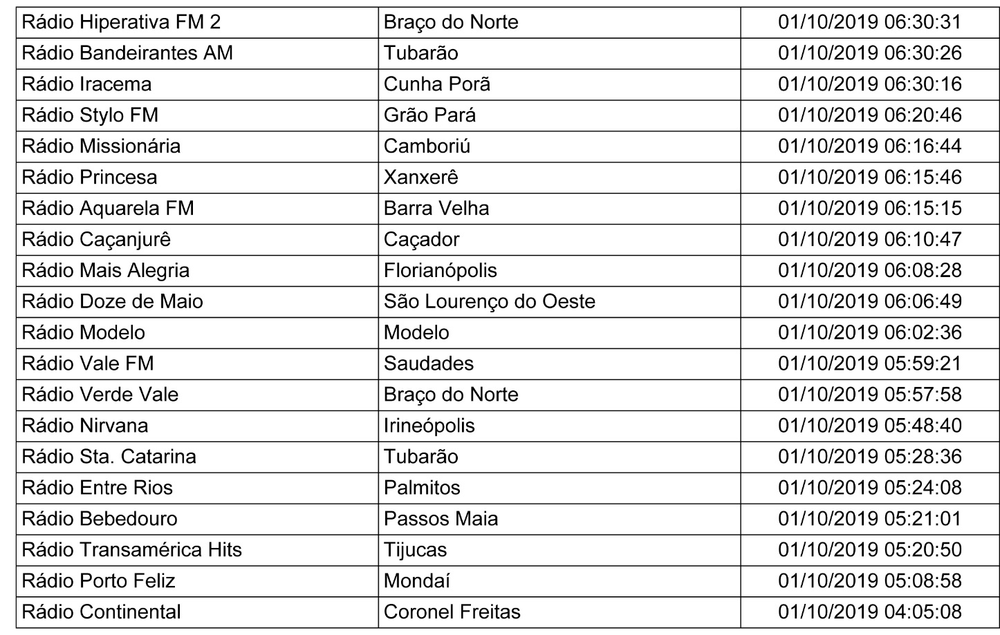 Rádio Hiperativa FM 2 Braço do Norte 01/10/2019 06:30:31
Rádio Bandeirantes AM Tubarão 01/10/2019 06:30:26
Rádio Iracema Cunha Porã 01/10/2019 06:30:16
Rádio Stylo FM Grão Pará 01/10/2019 06:20:46
Rádio Missionária Camboriú 01/10/2019 06:16:44
Rádio Princesa Xanxerê 01/10/2019 06:15:46
Rádio Aquarela FM Barra Velha 01/10/2019 06:15:15
Rádio Caçanjurê Caçador 01/10/2019 06:10:47
Rádio Mais Alegria Florianópolis 01/10/2019 06:08:28
Rádio Doze de Maio São Lourenço do Oeste 01/10/2019 06:06:49
Rádio Modelo Modelo 01/10/2019 06:02:36
Rádio Vale FM Saudades 01/10/2019 05:59:21
Rádio Verde Vale Braço do Norte 01/10/2019 05:57:58
Rádio Nirvana Irineópolis 01/10/2019 05:48:40
Rádio Sta. Catarina Tubarão 01/10/2019 05:28:36
Rádio Entre Rios Palmitos 01/10/2019 05:24:08
Rádio Bebedouro Passos Maia 01/10/2019 05:21:01
Rádio Transamérica Hits Tijucas 01/10/2019 05:20:50
Rádio Porto Feliz Mondaí 01/10/2019 05:08:58
Rádio Continental Coronel Freitas 01/10/2019 04:05:08